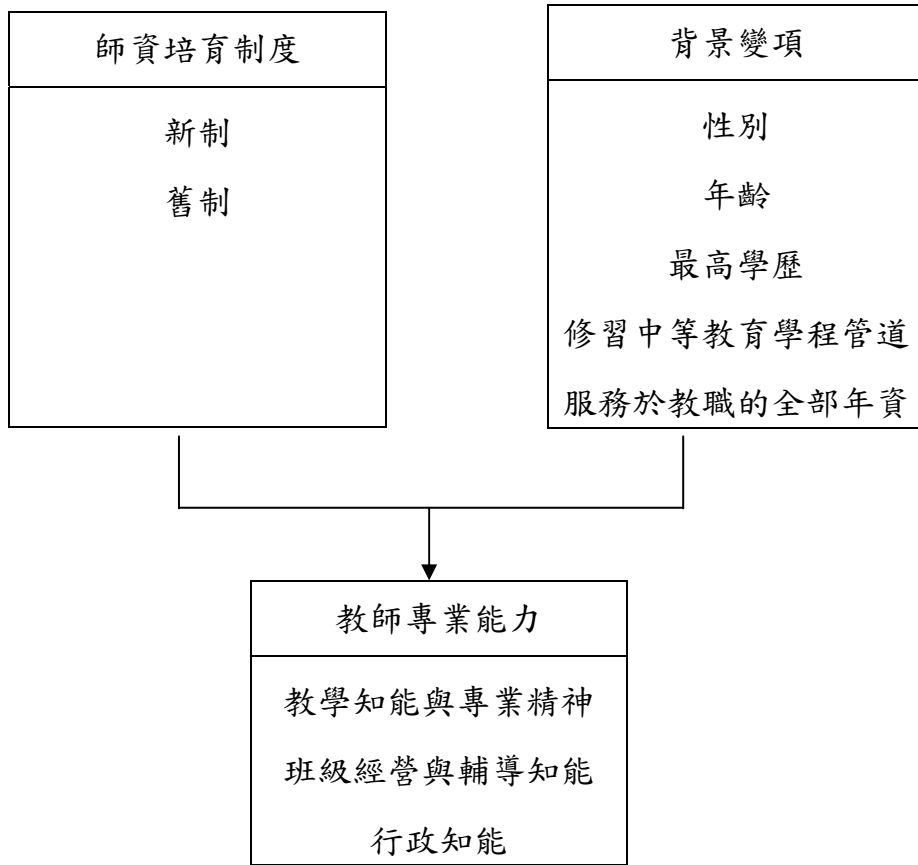 師資培育制度
新制
舊制
背景變項
性別
年齡
最高學歷
修習中等教育學程管道
服務於教職的全部年資
教師專業能力
教學知能與專業精神
班級經營與輔導知能
行政知能